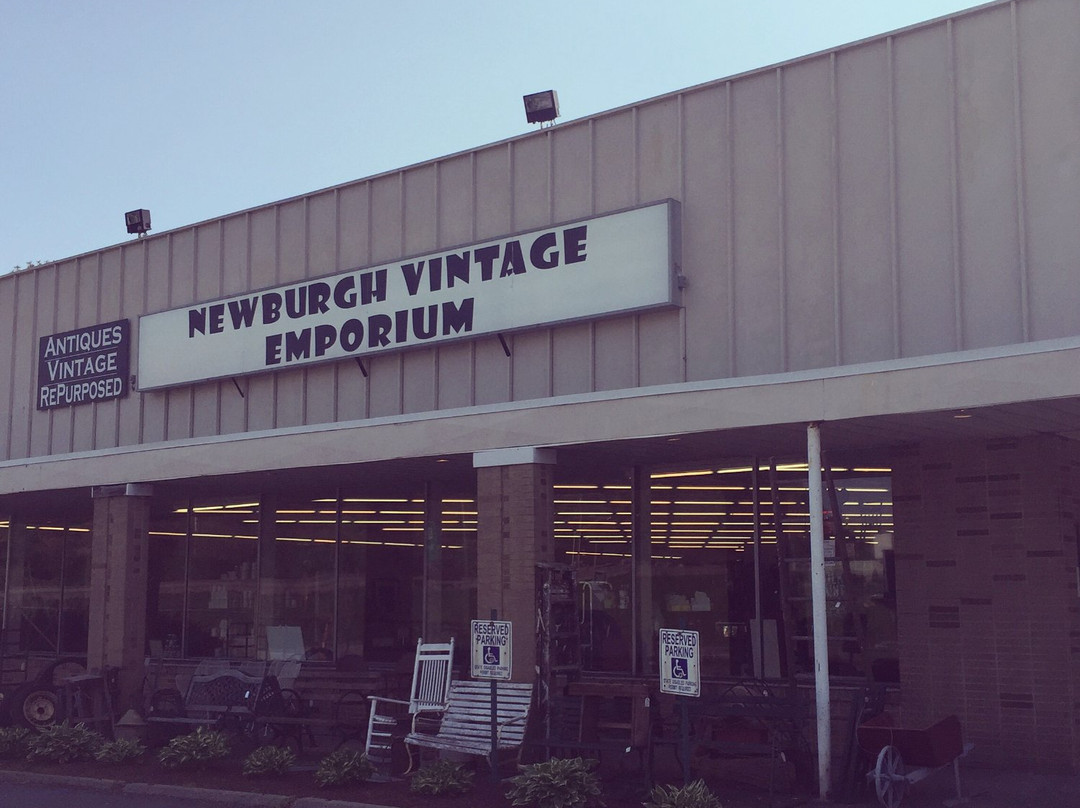 ANTIQUES
VINTAGE
REPURPOSED
NEWBURGH VINTAGE
EMPORIUM
RESERVED
PARKING
RESERVED
PARKING